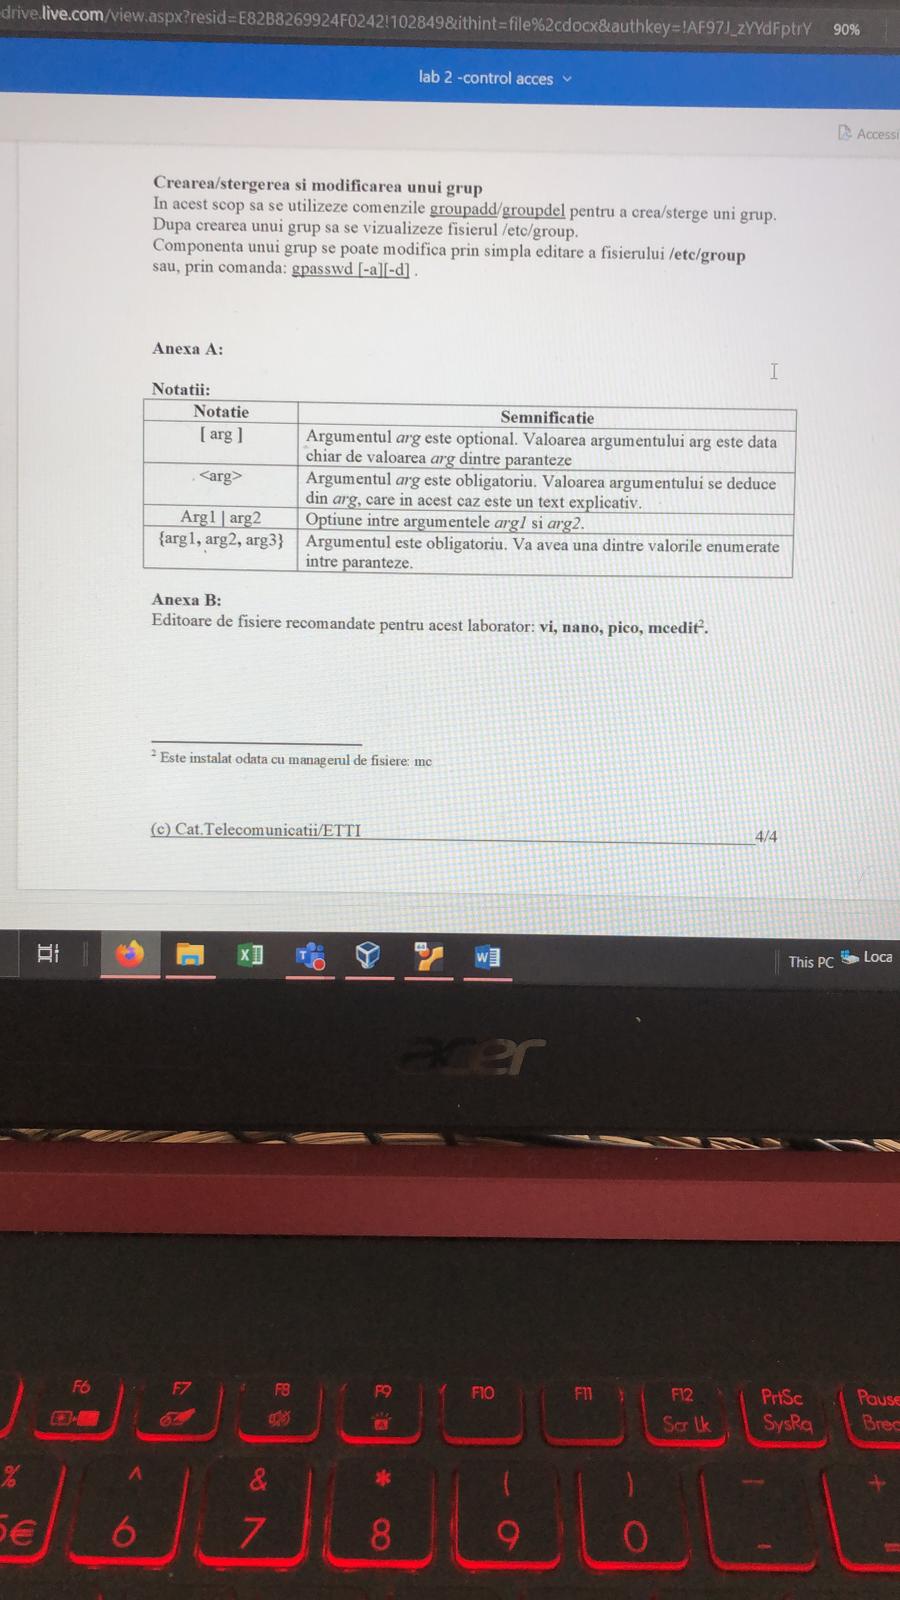 drive.live.com/view.aspx?resid=E82B8269924F0242!102849&ithint=file%2cdocx&authkey=!AF97J_zYYdFptrY 90%
lab 2 -control acces
Accessi
Crearea/stergerea si modificarea unui grup
In acest scop sa se utilizeze comenzile groupadd/groupdel pentru a crea/sterge uni grup.
Dupa crearea unui grup sa se vizualizeze fisierul /etc/group.
Componenta unui grup se poate modifica prin simpla editare a fisierului /etc/group
sau, prin comanda: gpasswd [-a][-d] .
Anexa A:
Notatii:
Notatie Semnificatie
[ arg ] Argumentul arg este optional. Valoarea argumentului arg este data
chiar de valoarea arg dintre paranteze
<arg> Argumentul arg este obligatoriu. Valoarea argumentului se deduce
din arg, care in acest caz este un text explicativ.
Arg1 | arg2 Optiune intre argumentele arg1 si arg2.
{arg1, arg2, arg3} Argumentul este obligatoriu. Va avea una dintre valorile enumerate
intre paranteze.
Anexa B:
Editoare de fisiere recomandate pentru acest laborator: vi, nano, pico, mcedit².
² Este instalat odata cu managerul de fisiere: mc
(c) Cat.Telecomunicatii/ETTI 4/4
This PC Loca
acer
F6 F7 F8 F9 F10 F11 F12 PrtSc Pause
Scr Lk SysRq Brea
% ^ & * ( ) — +
5€ 6 7 8 9 0 - =